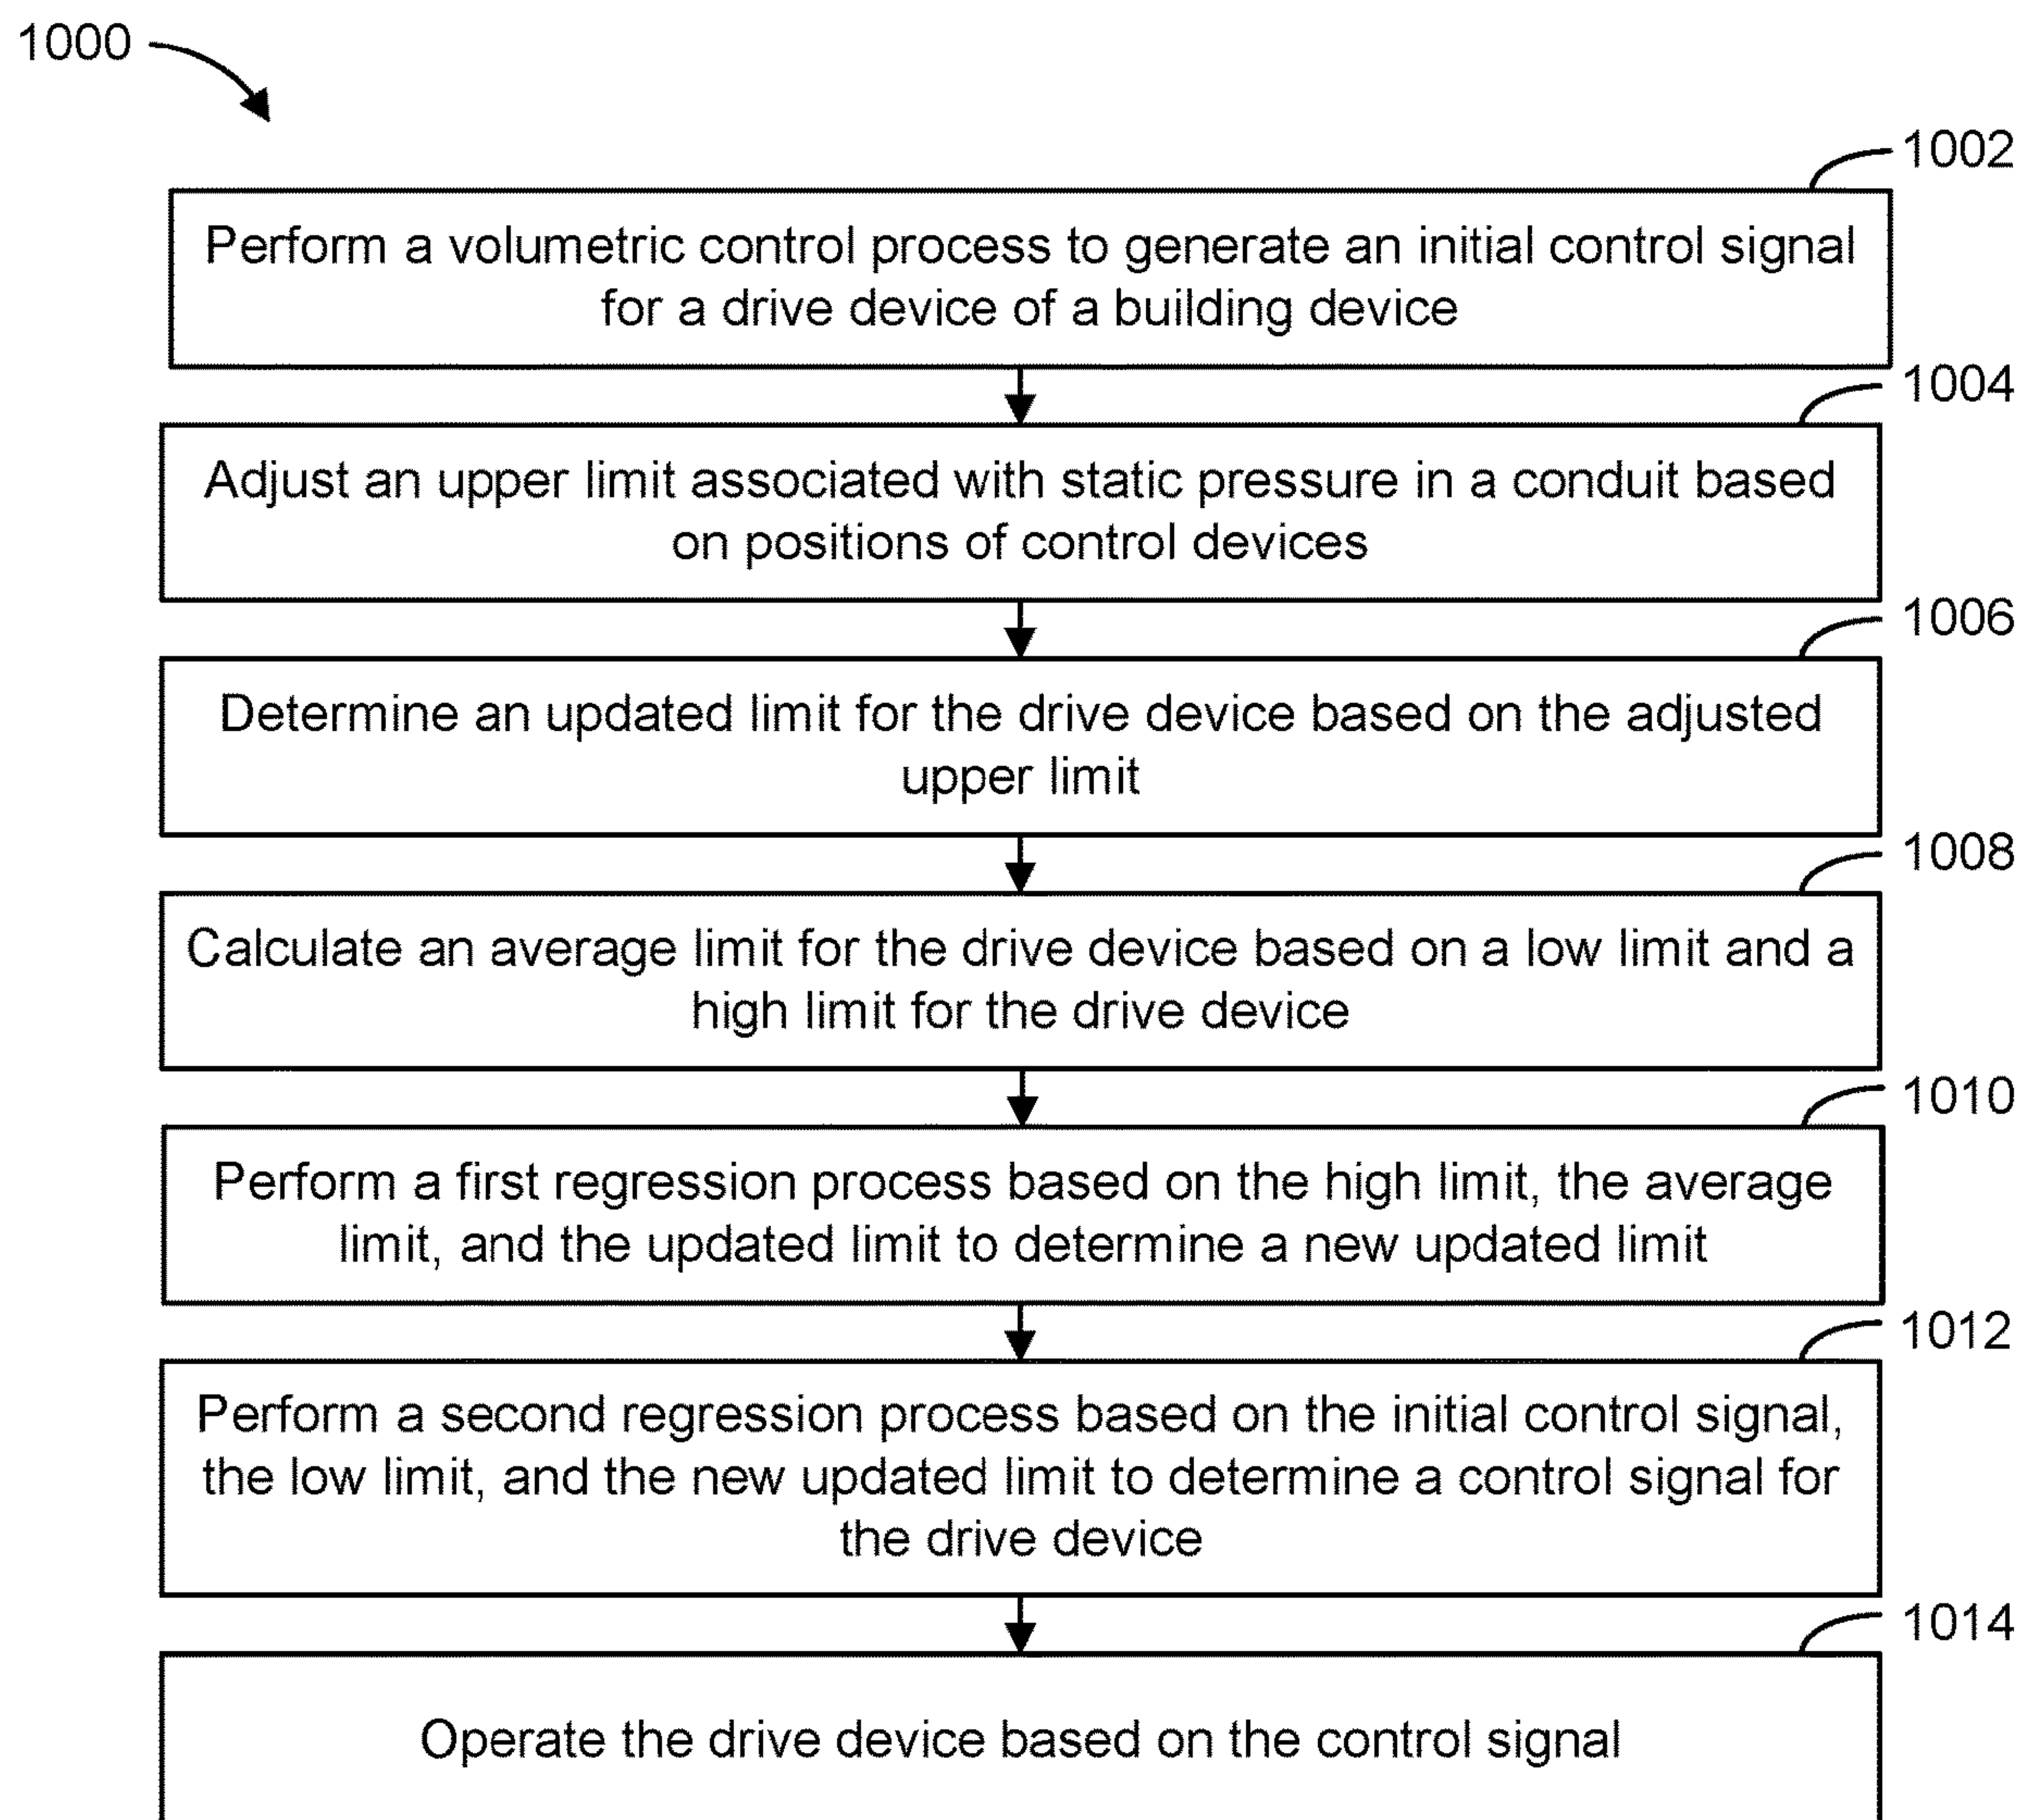 1000
1002
Perform a volumetric control process to generate an initial control signal
for a drive device of a building device
1004
Adjust an upper limit associated with static pressure in a conduit based
on positions of control devices
1006
Determine an updated limit for the drive device based on the adjusted
upper limit
1008
Calculate an average limit for the drive device based on a low limit and a
high limit for the drive device
1010
Perform a first regression process based on the high limit, the average
limit, and the updated limit to determine a new updated limit
1012
Perform a second regression process based on the initial control signal,
the low limit, and the new updated limit to determine a control signal for
the drive device
1014
Operate the drive device based on the control signal